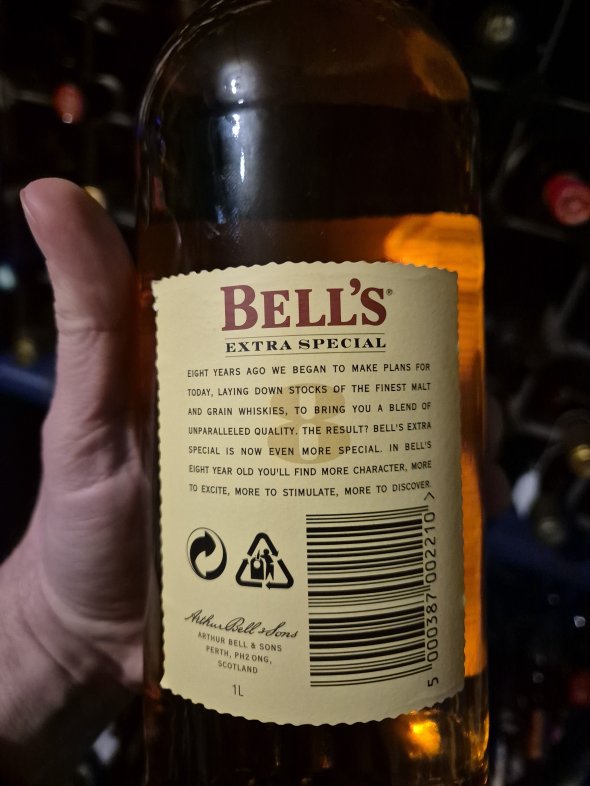 BELL'S®
EXTRA SPECIAL
EIGHT YEARS AGO WE BEGAN TO MAKE PLANS FOR
TODAY, LAYING DOWN STOCKS OF THE FINEST MALT
AND GRAIN WHISKIES, TO BRING YOU A BLEND OF
UNPARALLELED QUALITY. THE RESULT? BELL'S EXTRA
SPECIAL IS NOW EVEN MORE SPECIAL. IN BELL'S
EIGHT YEAR OLD YOU'LL FIND MORE CHARACTER, MORE
TO EXCITE, MORE TO STIMULATE, MORE TO DISCOVER.
8
5 000387 002210 >
Arthur Bell & Sons
ARTHUR BELL & SONS
PERTH, PH2 0NG,
SCOTLAND
1L